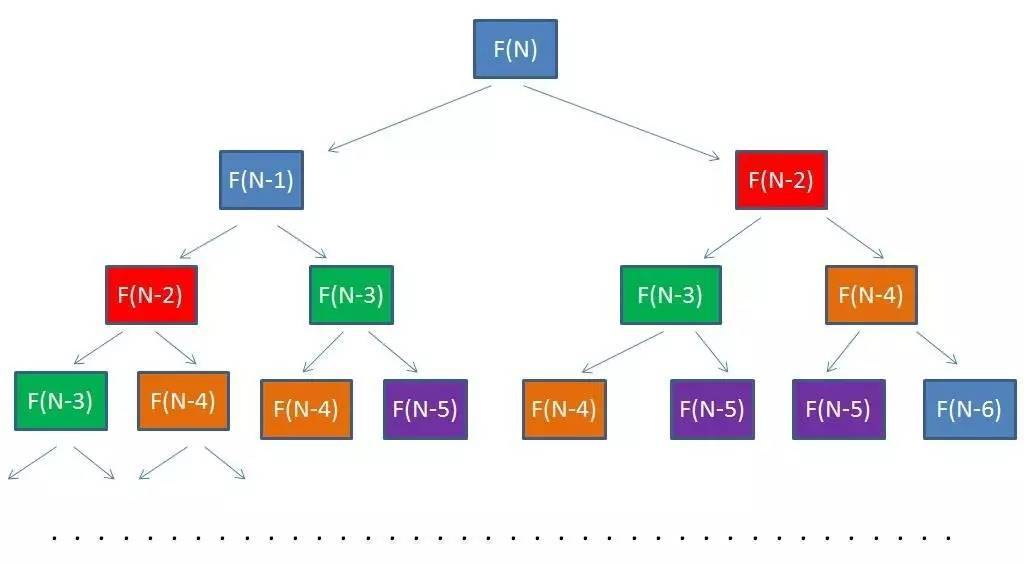 F(N)
F(N-1) F(N-2)
F(N-2) F(N-3) F(N-3) F(N-4)
F(N-3) F(N-4) F(N-4) F(N-5) F(N-4) F(N-5) F(N-5) F(N-6)
. . . . . . . . . . . . . . . . . . . . . . . . . . . . . . . . . . . . . . .